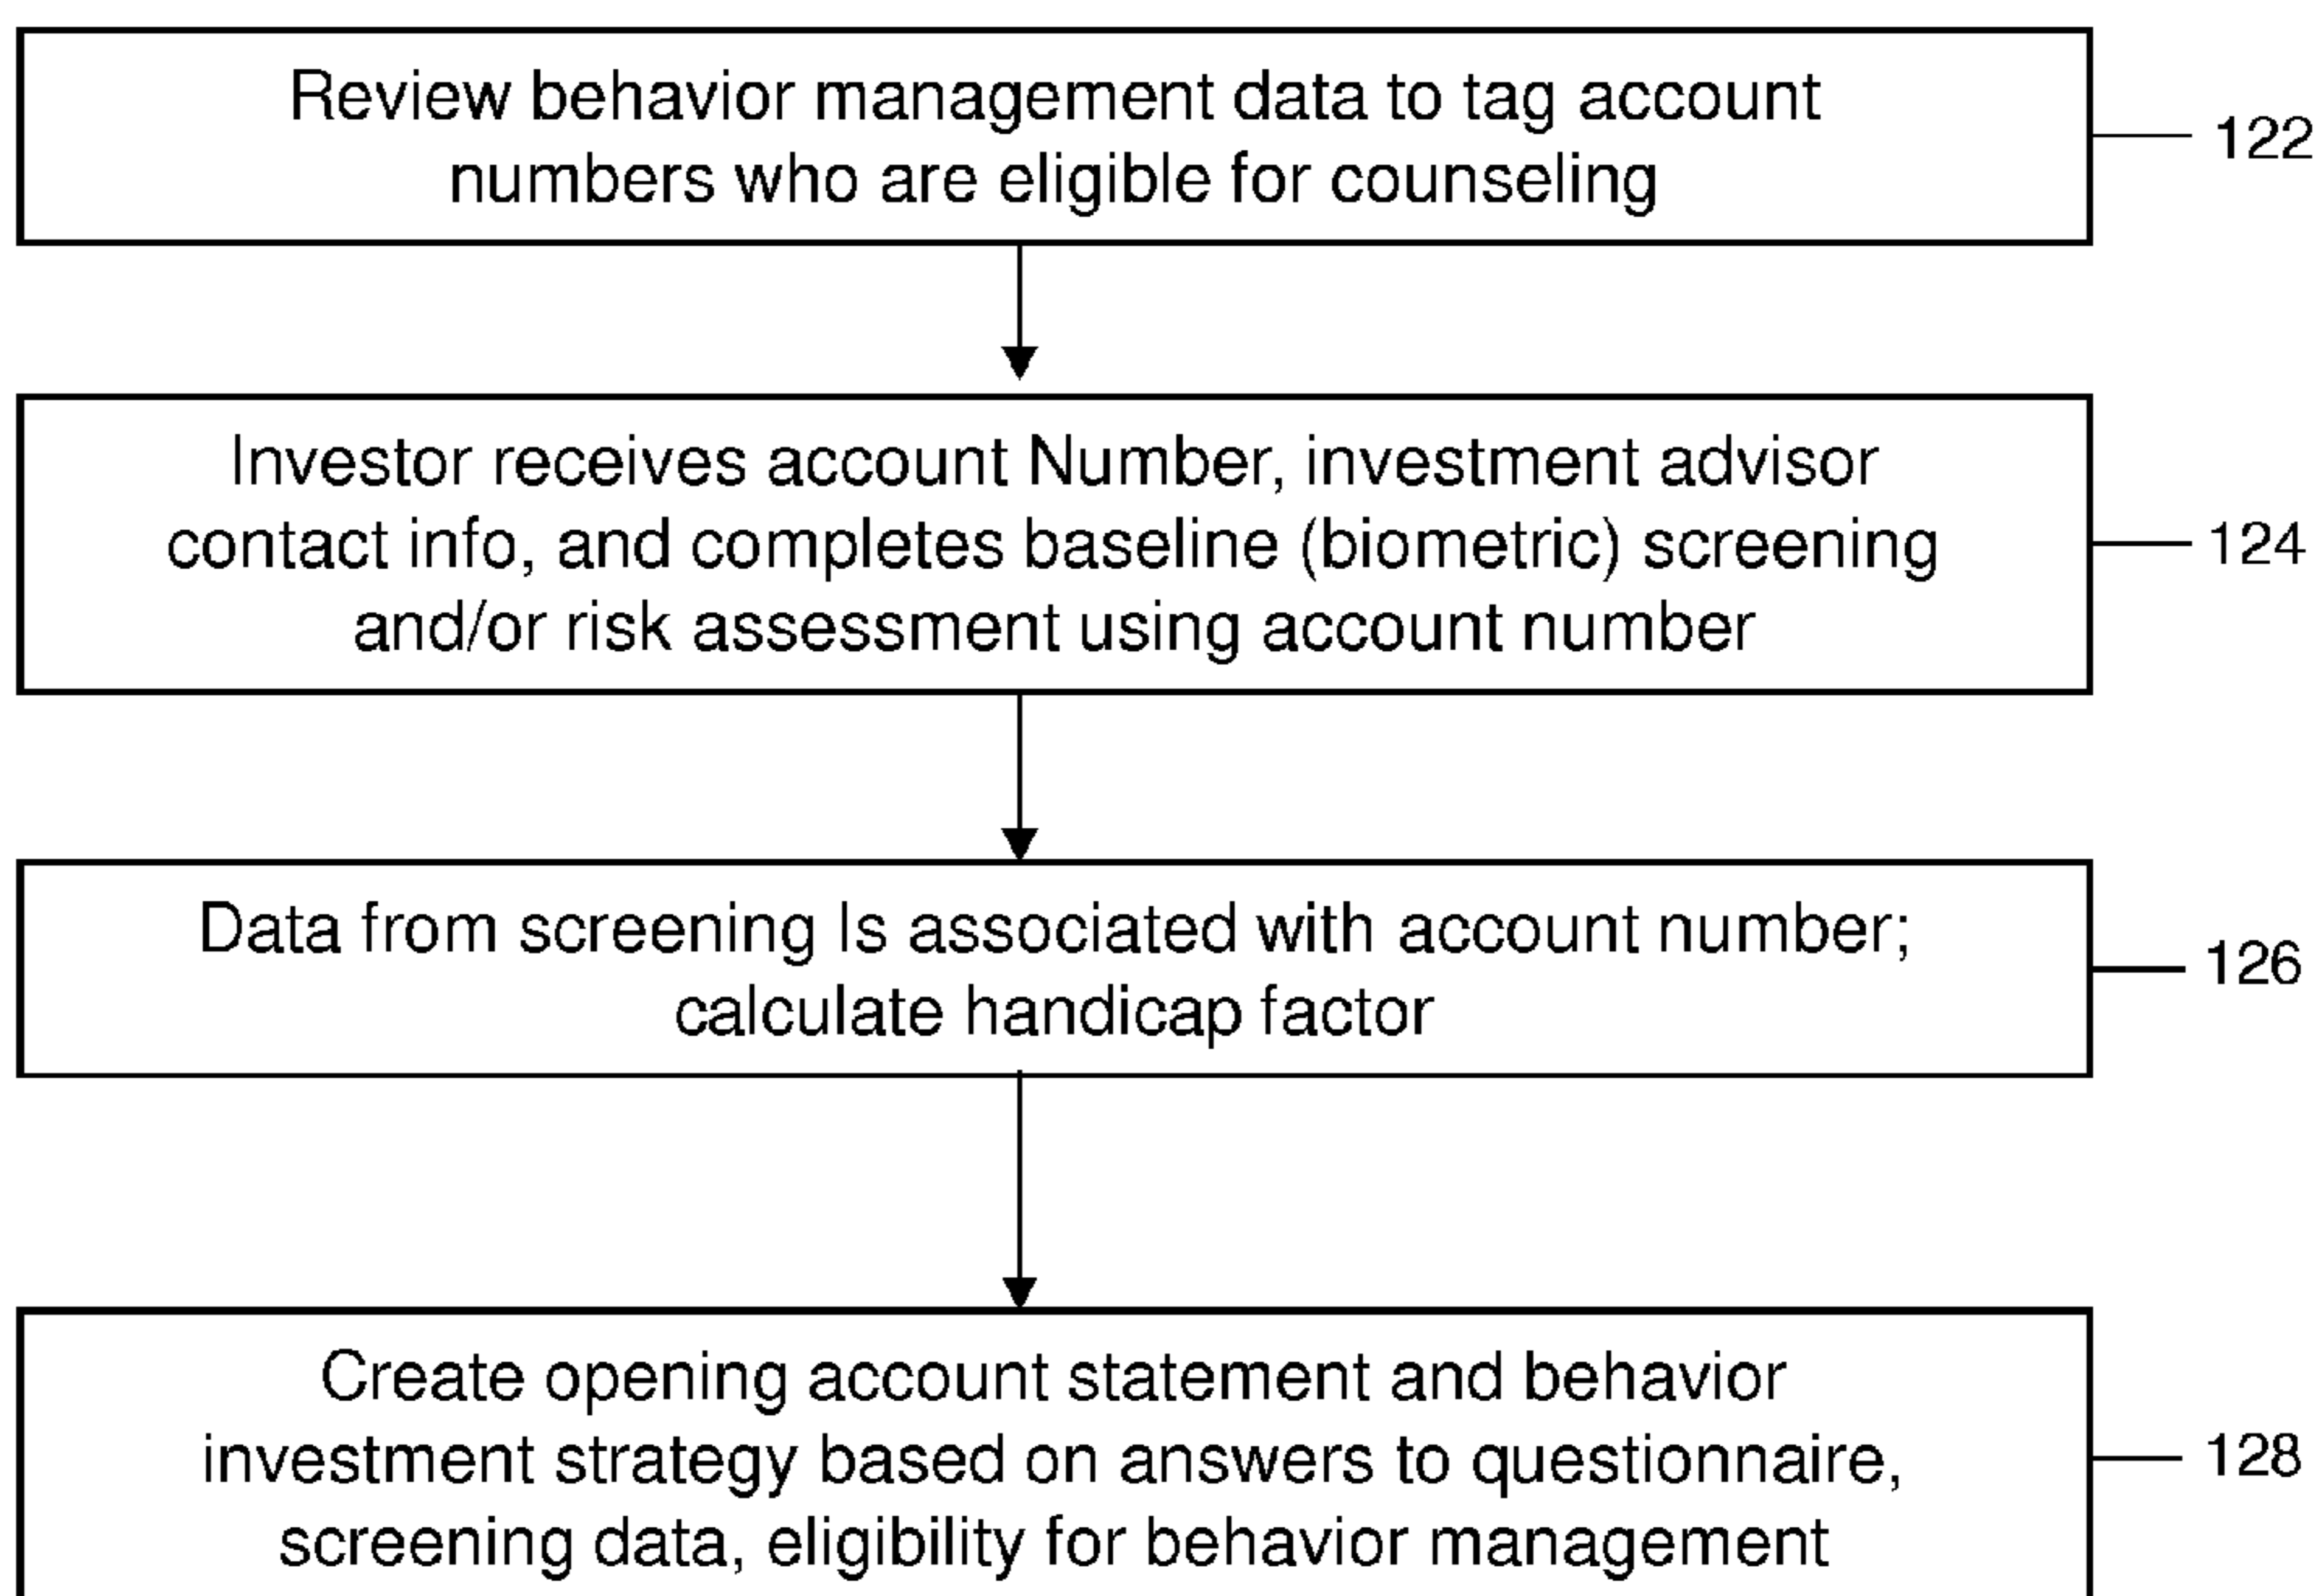 Review behavior management data to tag account
numbers who are eligible for counseling
122
Investor receives account Number, investment advisor
contact info, and completes baseline (biometric) screening
and/or risk assessment using account number
124
Data from screening Is associated with account number;
calculate handicap factor
126
Create opening account statement and behavior
investment strategy based on answers to questionnaire,
screening data, eligibility for behavior management
128